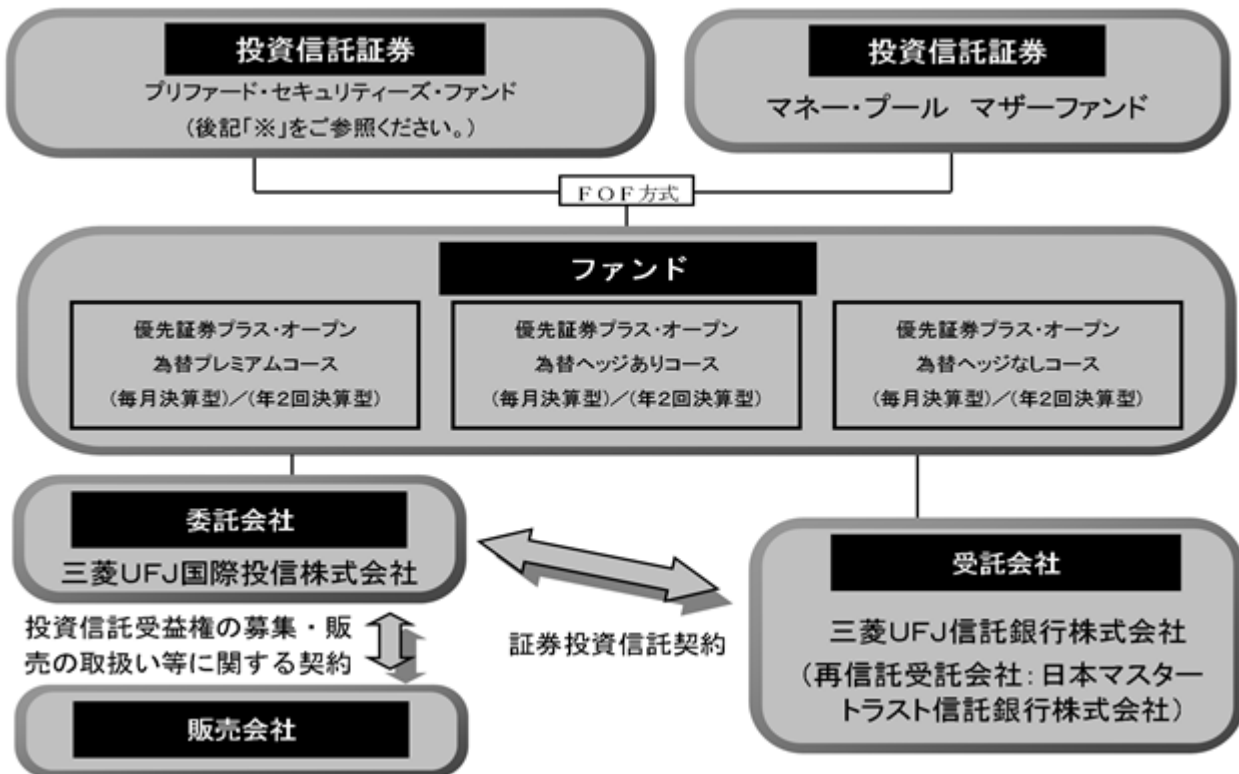 投資信託証券
プリファード・セキュリティーズ・ファンド
(後記「※」をご参照ください。)
投資信託証券
マネー・プール マザーファンド
FOF方式
ファンド
優先証券プラス・オープン
為替プレミアムコース
(毎月決算型)／(年2回決算型)
優先証券プラス・オープン
為替ヘッジありコース
(毎月決算型)／(年2回決算型)
優先証券プラス・オープン
為替ヘッジなしコース
(毎月決算型)／(年2回決算型)
委託会社
三菱UFJ国際投信株式会社
投資信託受益権の募集・販
売の取扱い等に関する契約
販売会社
証券投資信託契約
受託会社
三菱UFJ信託銀行株式会社
(再信託受託会社：日本マスター
トラスト信託銀行株式会社)